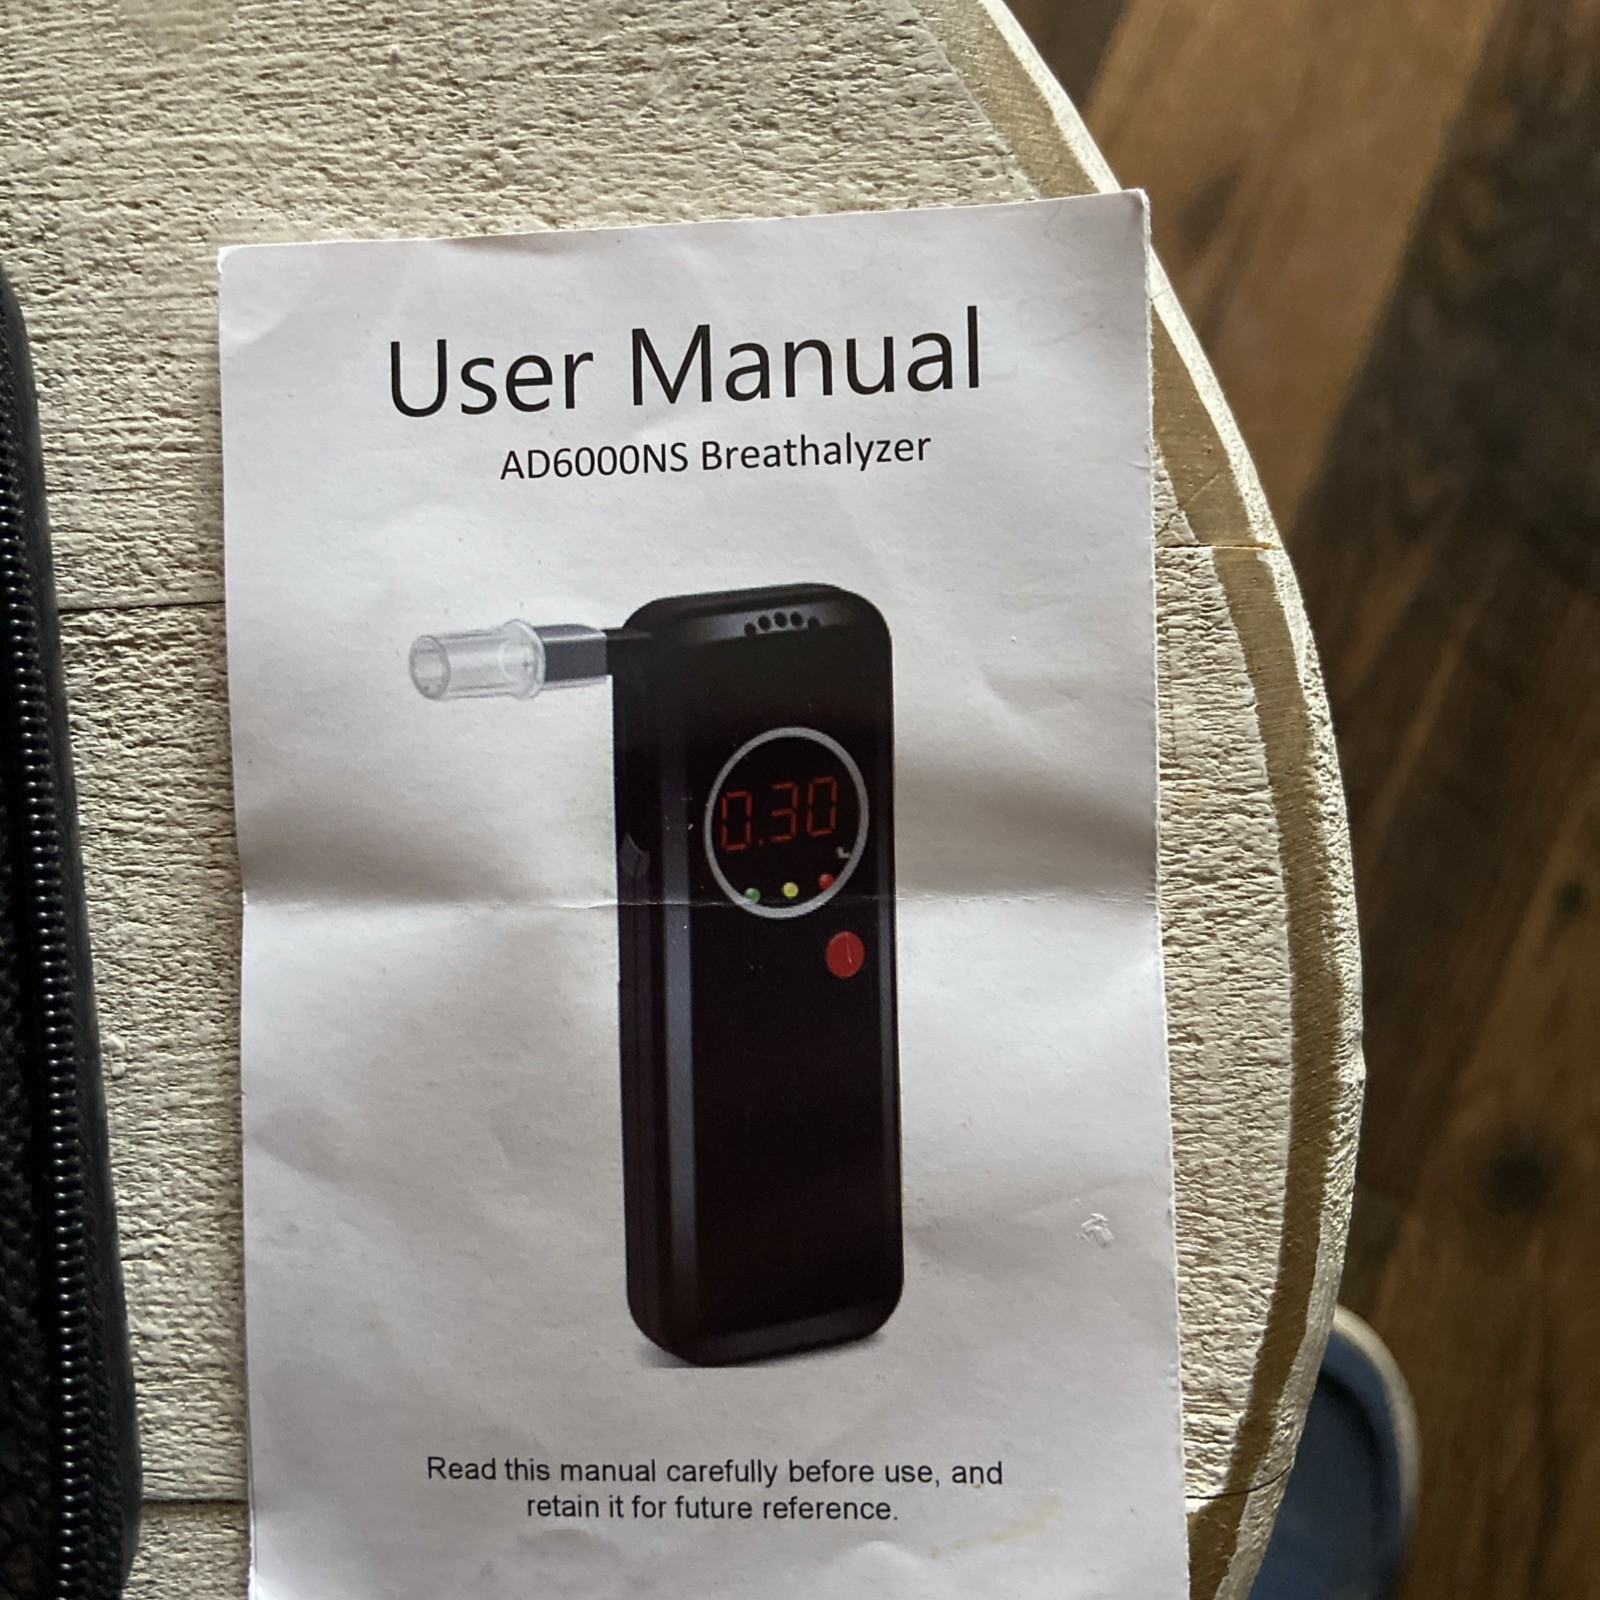 User Manual
AD6000NS Breathalyzer
0.30
Read this manual carefully before use, and
retain it for future reference.